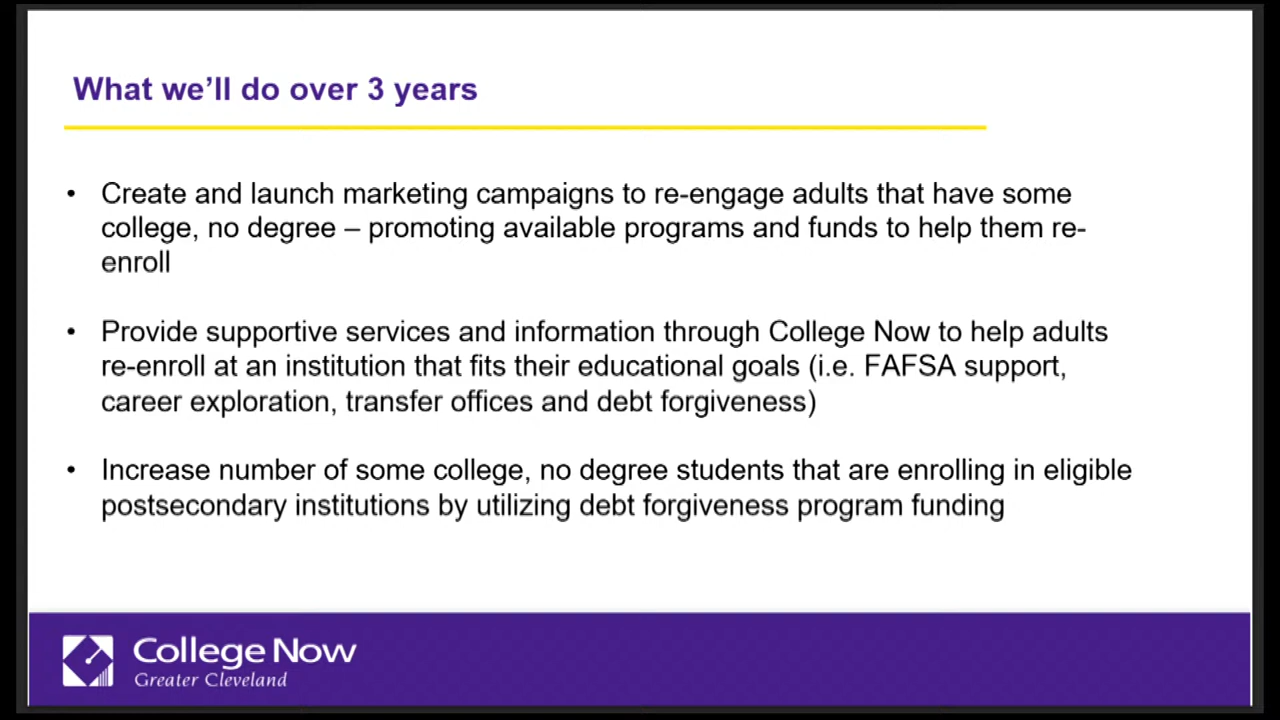 What we’ll do over 3 years
• Create and launch marketing campaigns to re-engage adults that have some
college, no degree – promoting available programs and funds to help them re-
enroll
• Provide supportive services and information through College Now to help adults
re-enroll at an institution that fits their educational goals (i.e. FAFSA support,
career exploration, transfer offices and debt forgiveness)
• Increase number of some college, no degree students that are enrolling in eligible
postsecondary institutions by utilizing debt forgiveness program funding
College Now
Greater Cleveland